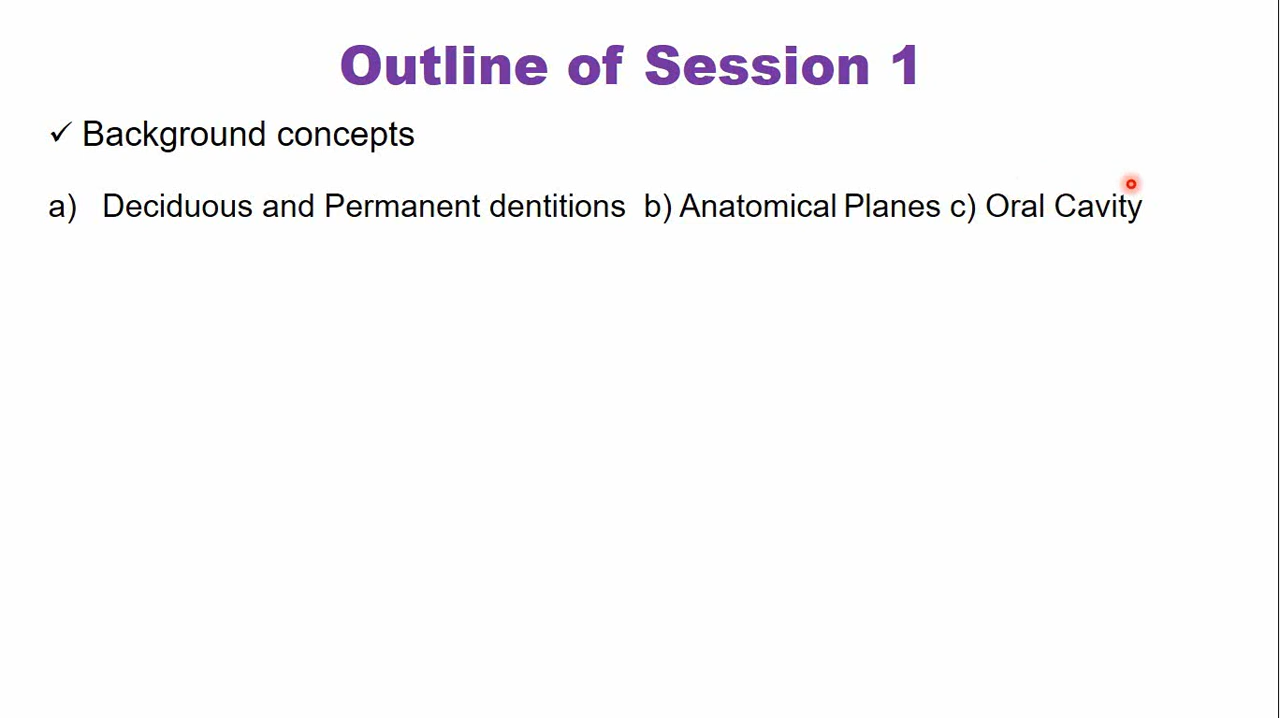 Outline of Session 1
✓ Background concepts
a) Deciduous and Permanent dentitions b) Anatomical Planes c) Oral Cavity